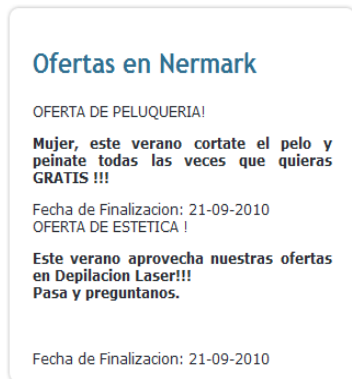 Ofertas en Nermark
OFERTA DE PELUQUERIA!
Mujer, este verano cortate el pelo y
peinate todas las veces que quieras
GRATIS !!!
Fecha de Finalizacion: 21-09-2010
OFERTA DE ESTETICA !
Este verano aprovecha nuestras ofertas
en Depilacion Laser!!!
Pasa y preguntanos.
Fecha de Finalizacion: 21-09-2010